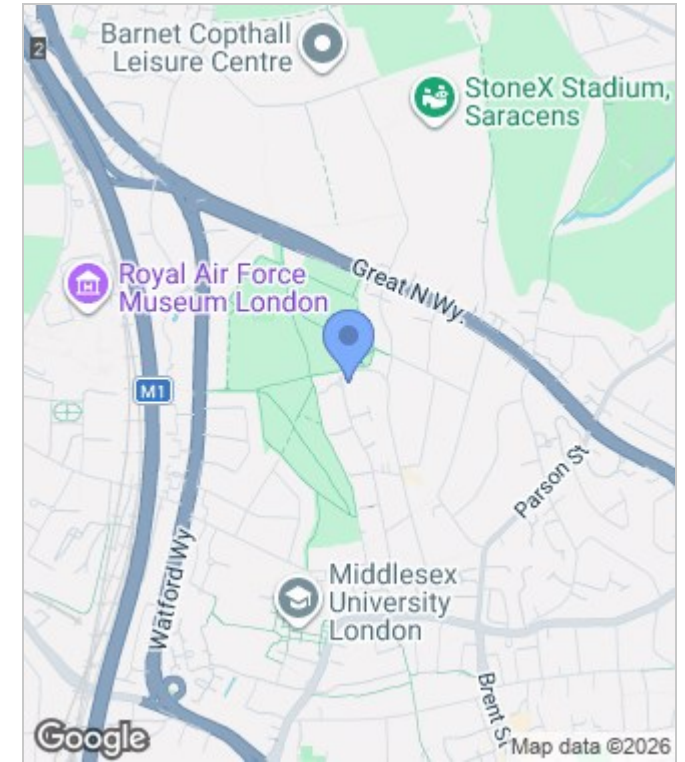 2
Barnet Copthall
Leisure Centre
StoneX Stadium,
Saracens
Great N Wy.
Royal Air Force
Museum London
M1
Parson St
Watford Wy
Middlesex
University
London
Brent St
Google
Map data ©2026